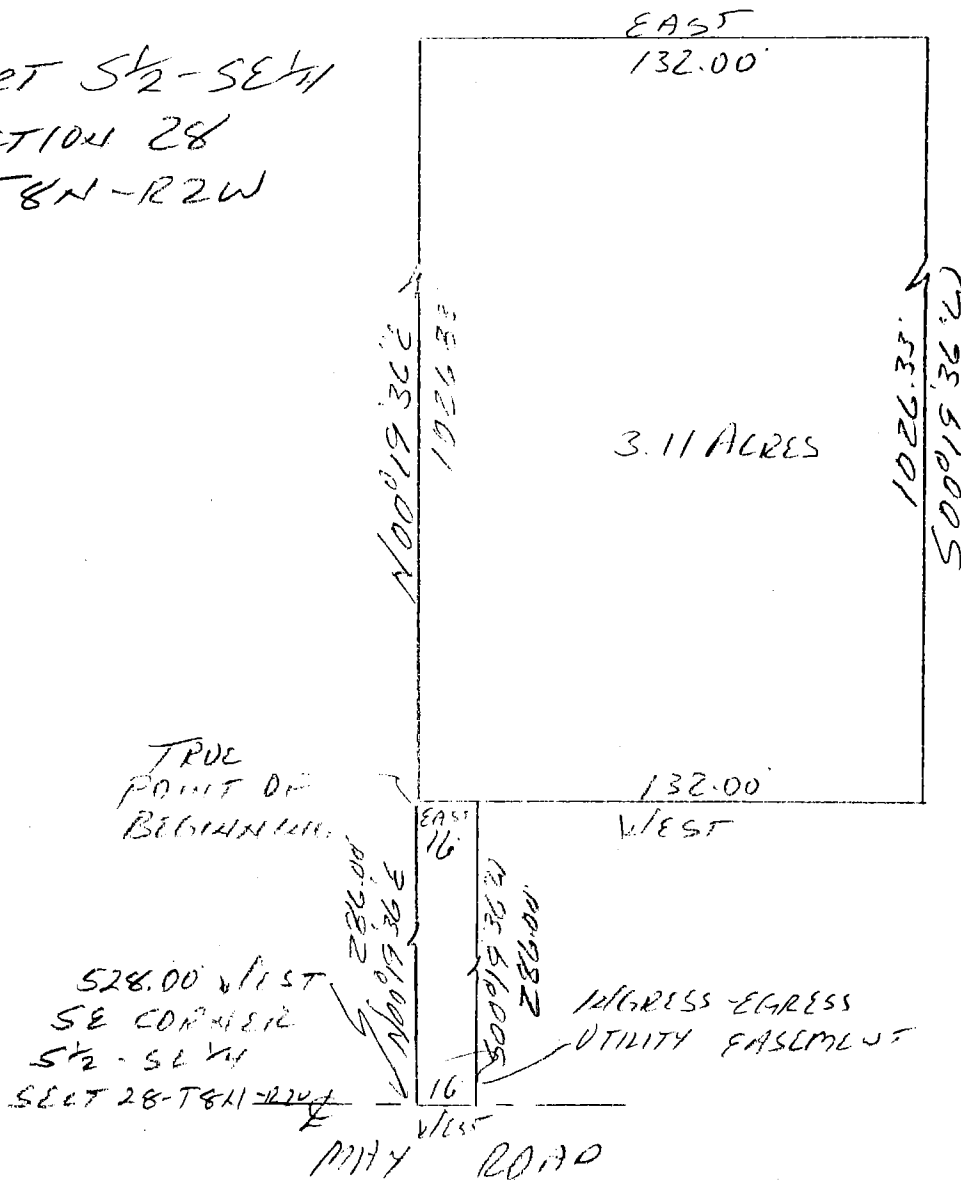 EAST
132.00'
S½-SE¼
28
T8N-R2W
N00°19'36"E
1026.33
1026.33'
S00°19'36"W
3.11 ACRES
TRUE
POINT OF
BEGINNING
132.00'
WEST
EAST
16
286.00'
N00°19'36"E
S00°19'36"W
286.00'
528.00' WEST
SE CORNER
S½-SE¼
SECT 28-T8N-R2W
INGRESS-EGRESS
UTILITY EASEMENT
16
WEST
MAY ROAD